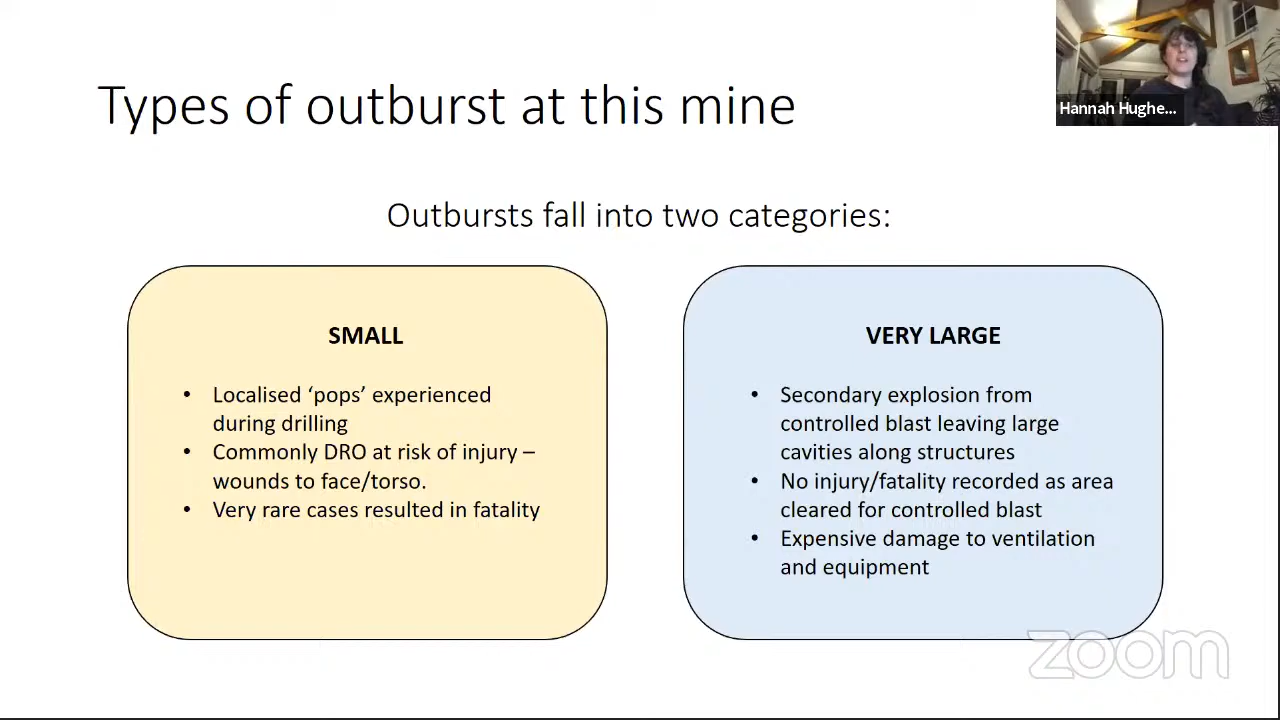 Types of outburst at this mine
Hannah Hughe...
Outbursts fall into two categories:
SMALL
• Localised ‘pops’ experienced
during drilling
• Commonly DRO at risk of injury –
wounds to face/torso.
• Very rare cases resulted in fatality
VERY LARGE
• Secondary explosion from
controlled blast leaving large
cavities along structures
• No injury/fatality recorded as area
cleared for controlled blast
• Expensive damage to ventilation
and equipment
zoom